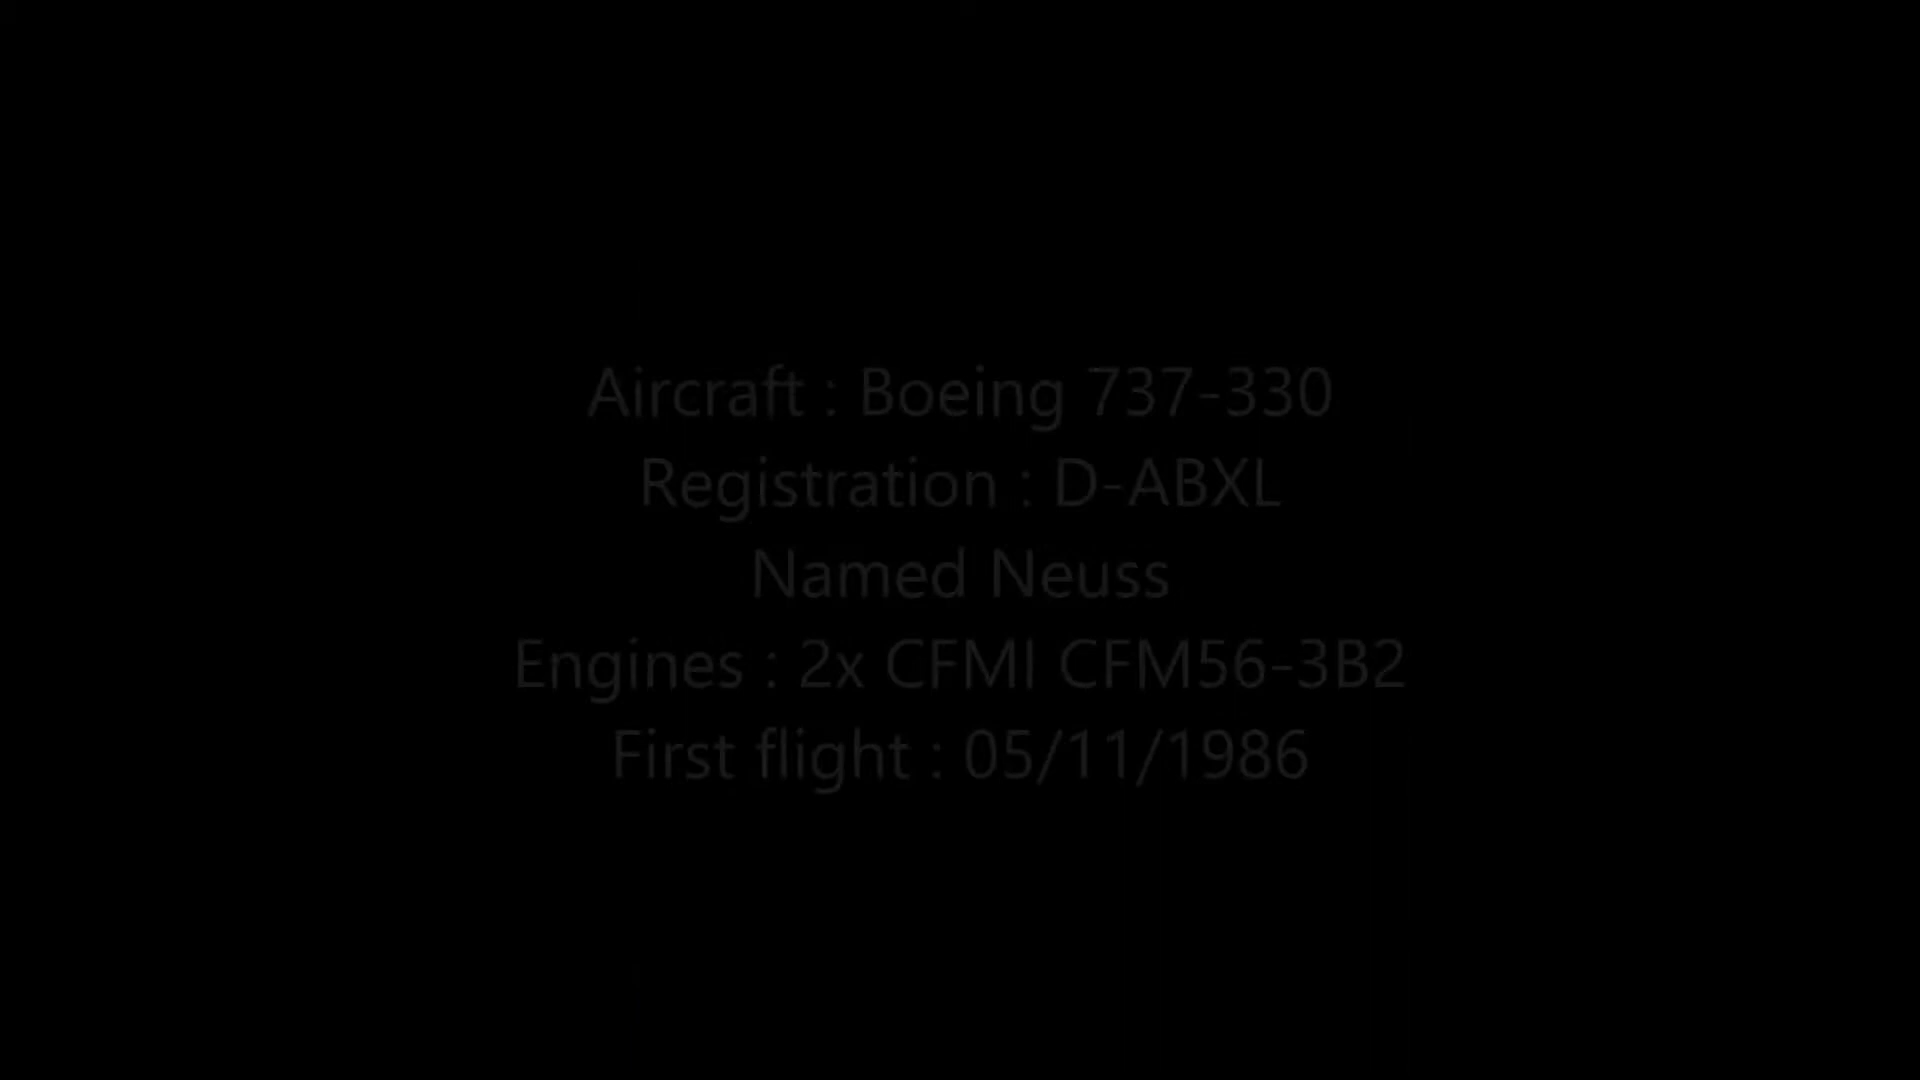 Aircraft : Boeing 737-330
Registration : D-ABXL
Named Neuss
Engines : 2x CFMI CFM56-3B2
First flight : 05/11/1986